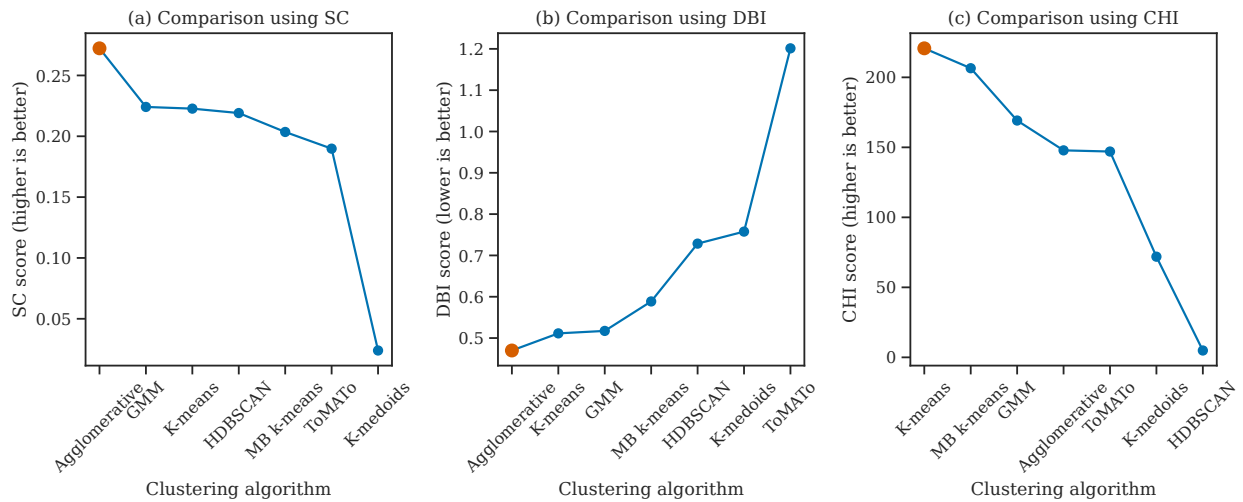 (a) Comparison using SC
SC score (higher is better)
0.25
0.20
0.15
0.10
0.05
Agglomerative
GMM
K-means
HDBSCAN
MB k-means
ToMATo
K-medoids
Clustering algorithm
(b) Comparison using DBI
DBI score (lower is better)
1.2
1.1
1.0
0.9
0.8
0.7
0.6
0.5
Agglomerative
K-means
GMM
MB k-means
HDBSCAN
K-medoids
ToMATo
Clustering algorithm
(c) Comparison using CHI
CHI score (higher is better)
200
150
100
50
0
K-means
MB k-means
GMM
Agglomerative
ToMATo
K-medoids
HDBSCAN
Clustering algorithm